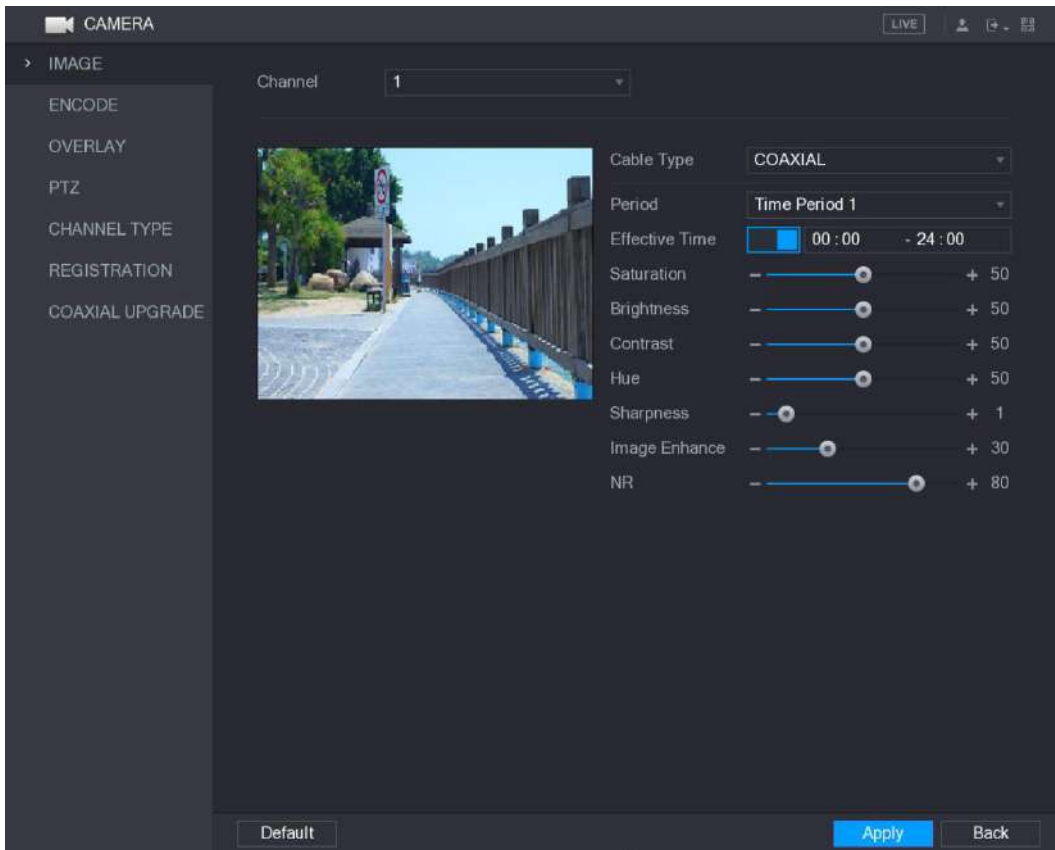 CAMERA
LIVE
IMAGE
ENCODE
OVERLAY
PTZ
CHANNEL TYPE
REGISTRATION
COAXIAL UPGRADE
Channel 1
Cable Type COAXIAL
Period Time Period 1
Effective Time 00 : 00 - 24 : 00
Saturation - + 50
Brightness - + 50
Contrast - + 50
Hue - + 50
Sharpness - + 1
Image Enhance - + 30
NR - + 80
Default Apply Back